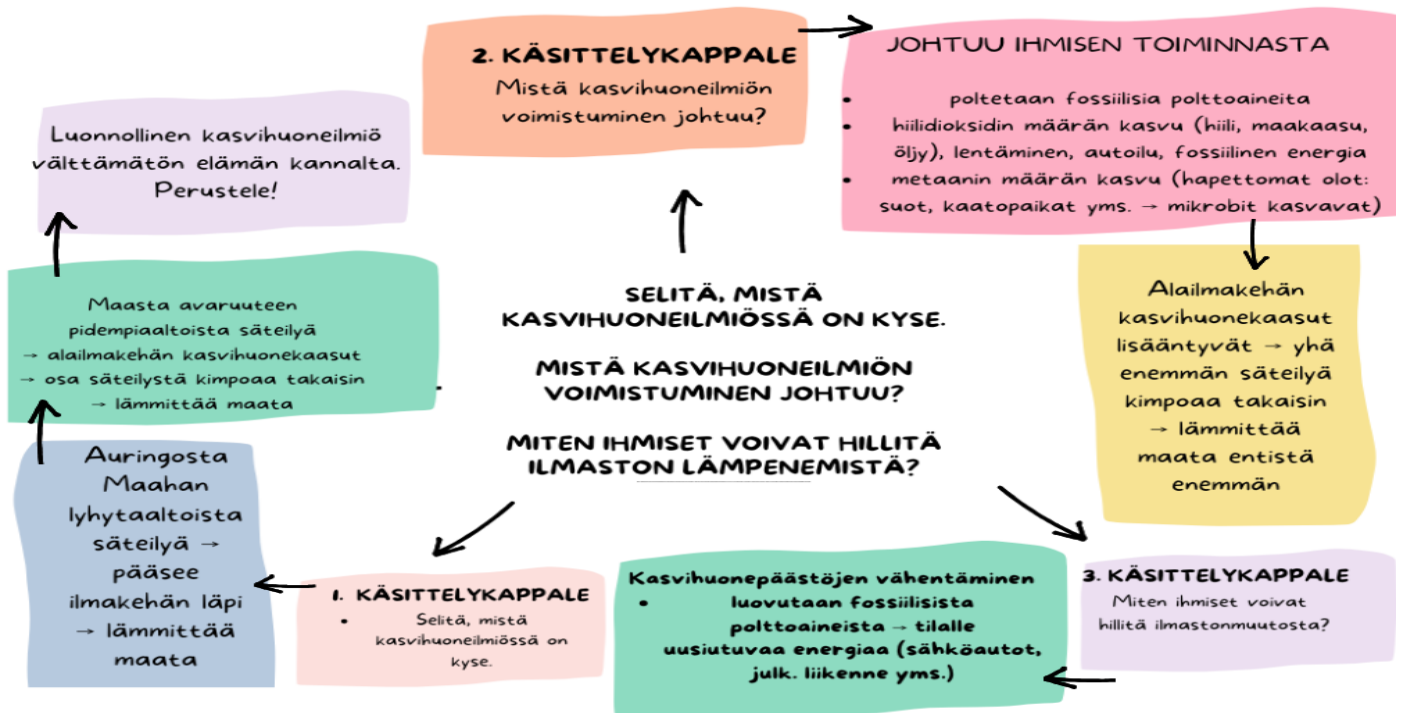 SELITÄ, MISTÄ
KASVIHUONEILMIÖSSÄ ON KYSE.
MISTÄ KASVIHUONEILMIÖN
VOIMISTUMINEN JOHTUU?
MITEN IHMISET VOIVAT HILLITÄ
ILMASTON LÄMPENEMISTÄ?
1. KÄSITTELYKAPPALE
• Selitä, mistä
kasvihuoneilmiössä on
kyse.
Auringosta
Maahan
lyhytaaltoista
säteilyä →
pääsee
ilmakehän läpi
→ lämmittää
maata
Maasta avaruuteen
pidempiaaltoista säteilyä
→ alailmakehän kasvihuonekaasut
→ osa säteilystä kimpoaa takaisin
→ lämmittää maata
Luonnollinen kasvihuoneilmiö
välttämätön elämän kannalta.
Perustele!
2. KÄSITTELYKAPPALE
Mistä kasvihuoneilmiön
voimistuminen johtuu?
JOHTUU IHMISEN TOIMINNASTA
• poltetaan fossiilisia polttoaineita
• hiilidioksidin määrän kasvu (hiili, maakaasu,
öljy), lentäminen, autoilu, fossiilinen energia
• metaanin määrän kasvu (hapettomat olot:
suot, kaatopaikat yms. → mikrobit kasvavat)
Alailmakehän
kasvihuonekaasut
lisääntyvät → yhä
enemmän säteilyä
kimpoaa takaisin
→ lämmittää
maata entistä
enemmän
3. KÄSITTELYKAPPALE
Miten ihmiset voivat
hillitä ilmastonmuutosta?
Kasvihuonepäästöjen vähentäminen
• luovutaan fossiilisista
polttoaineista → tilalle
uusiutuvaa energiaa (sähköautot,
julk. liikenne yms.)